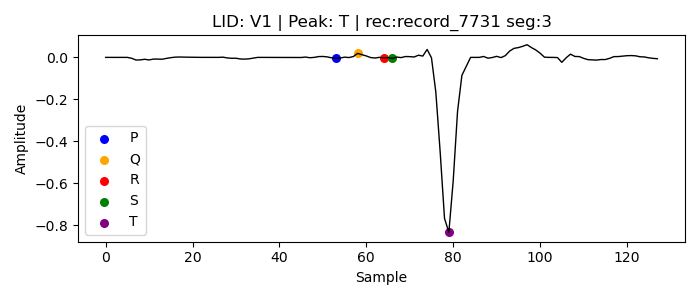 LID: V1 | Peak: T | rec:record_7731 seg:3
Amplitude
0.0
−0.2
−0.4
−0.6
−0.8
P
Q
R
S
T
0 20 40 60 80 100 120
Sample